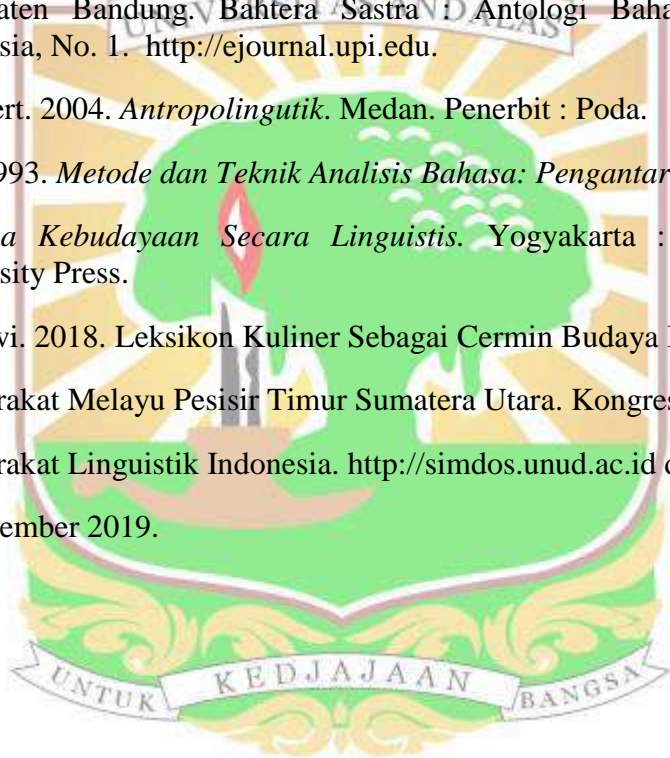 aten Bandung. Bahtera Sastra : Antologi Baha
UNIVERSITAS ANDALAS
sia, No. 1. http://ejournal.upi.edu.
ert. 2004. Antropolingutik. Medan. Penerbit : Poda.
993. Metode dan Teknik Analisis Bahasa: Pengantar
a Kebudayaan Secara Linguistis. Yogyakarta :
sity Press.
vi. 2018. Leksikon Kuliner Sebagai Cermin Budaya
rakat Melayu Pesisir Timur Sumatera Utara. Kongres
rakat Linguistik Indonesia. http://simdos.unud.ac.id
ember 2019.
UNTUK KEDJAJAAN BANGSA